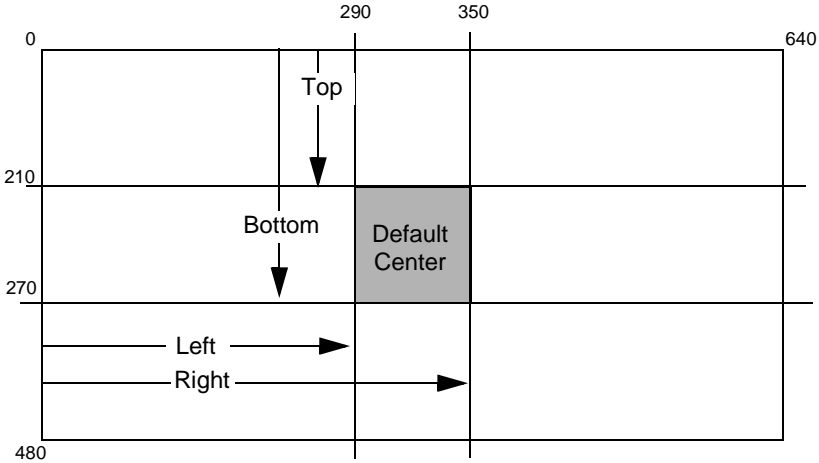 290 350
0 640
Top
210
Bottom
Default
Center
270
Left
Right
480